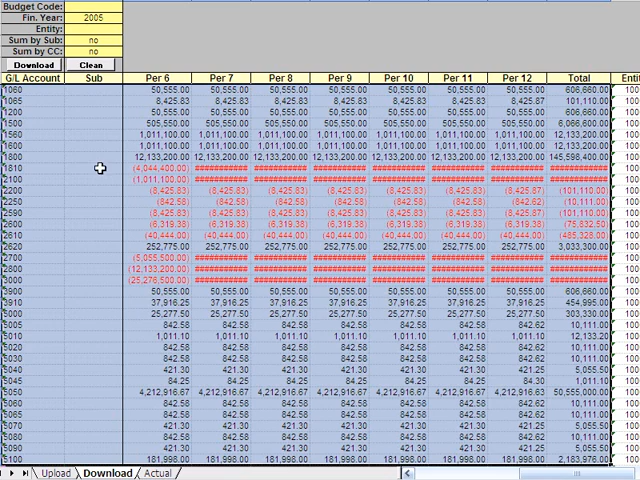 Budget Code:
Fin. Year: 2005
Entity:
Sum by Sub: no
Sum by CC: no
Download Clean
G/L Account Sub Per 6 Per 7 Per 8 Per 9 Per 10 Per 11 Per 12 Total Entit
1060 50,555.00 50,555.00 50,555.00 50,555.00 50,555.00 50,555.00 50,555.00 606,660.00 100
1065 8,425.83 8,425.83 8,425.83 8,425.83 8,425.83 8,425.83 8,425.87 101,110.00 100
1200 50,555.00 50,555.00 50,555.00 50,555.00 50,555.00 50,555.00 50,555.00 606,660.00 100
1500 505,550.00 505,550.00 505,550.00 505,550.00 505,550.00 505,550.00 505,550.00 6,066,600.00 100
1560 1,011,100.00 1,011,100.00 1,011,100.00 1,011,100.00 1,011,100.00 1,011,100.00 1,011,100.00 12,133,200.00 100
1600 1,011,100.00 1,011,100.00 1,011,100.00 1,011,100.00 1,011,100.00 1,011,100.00 1,011,100.00 12,133,200.00 100
1800 12,133,200.00 12,133,200.00 12,133,200.00 12,133,200.00 12,133,200.00 12,133,200.00 12,133,200.00 145,598,400.00 100
1810 (4,044,400.00) ########## ########## ########## ########## ########## ########## ########## 100
2100 (1,011,100.00) ########## ########## ########## ########## ########## ########## ########## 100
2200 (8,425.83) (8,425.83) (8,425.83) (8,425.83) (8,425.83) (8,425.83) (8,425.87) (101,110.00) 100
2250 (842.58) (842.58) (842.58) (842.58) (842.58) (842.58) (842.62) (10,111.00) 100
2590 (8,425.83) (8,425.83) (8,425.83) (8,425.83) (8,425.83) (8,425.83) (8,425.87) (101,110.00) 100
2600 (6,319.38) (6,319.38) (6,319.38) (6,319.38) (6,319.38) (6,319.38) (6,319.38) (75,832.50) 100
2610 (40,444.00) (40,444.00) (40,444.00) (40,444.00) (40,444.00) (40,444.00) (40,444.00) (485,328.00) 100
2620 252,775.00 252,775.00 252,775.00 252,775.00 252,775.00 252,775.00 252,775.00 3,033,300.00 100
2700 (5,055,500.00) ########## ########## ########## ########## ########## ########## ########## 100
2800 (12,133,200.00) ########## ########## ########## ########## ########## ########## ########## 100
3000 (25,276,500.00) ########## ########## ########## ########## ########## ########## ########## 100
3900 50,555.00 50,555.00 50,555.00 50,555.00 50,555.00 50,555.00 50,555.00 606,660.00 100
3910 37,916.25 37,916.25 37,916.25 37,916.25 37,916.25 37,916.25 37,916.25 454,995.00 100
5000 25,277.50 25,277.50 25,277.50 25,277.50 25,277.50 25,277.50 25,277.50 303,330.00 100
5005 842.58 842.58 842.58 842.58 842.58 842.58 842.62 10,111.00 100
5010 1,011.10 1,011.10 1,011.10 1,011.10 1,011.10 1,011.10 1,011.10 12,133.20 100
5020 842.58 842.58 842.58 842.58 842.58 842.58 842.62 10,111.00 100
5030 842.58 842.58 842.58 842.58 842.58 842.58 842.62 10,111.00 100
5040 421.30 421.30 421.30 421.30 421.30 421.30 421.25 5,055.50 100
5045 84.25 84.25 84.25 84.25 84.25 84.25 84.30 1,011.10 100
5050 4,212,916.67 4,212,916.67 4,212,916.67 4,212,916.67 4,212,916.67 4,212,916.67 4,212,916.63 50,555,000.00 100
5060 842.58 842.58 842.58 842.58 842.58 842.58 842.62 10,111.00 100
5065 842.58 842.58 842.58 842.58 842.58 842.58 842.62 10,111.00 100
5070 421.30 421.30 421.30 421.30 421.30 421.30 421.25 5,055.50 100
5080 842.58 842.58 842.58 842.58 842.58 842.58 842.62 10,111.00 100
5090 421.30 421.30 421.30 421.30 421.30 421.30 421.25 5,055.50 100
5100 181,998.00 181,998.00 181,998.00 181,998.00 181,998.00 181,998.00 181,998.00 2,183,976.00 100
Upload Download Actual